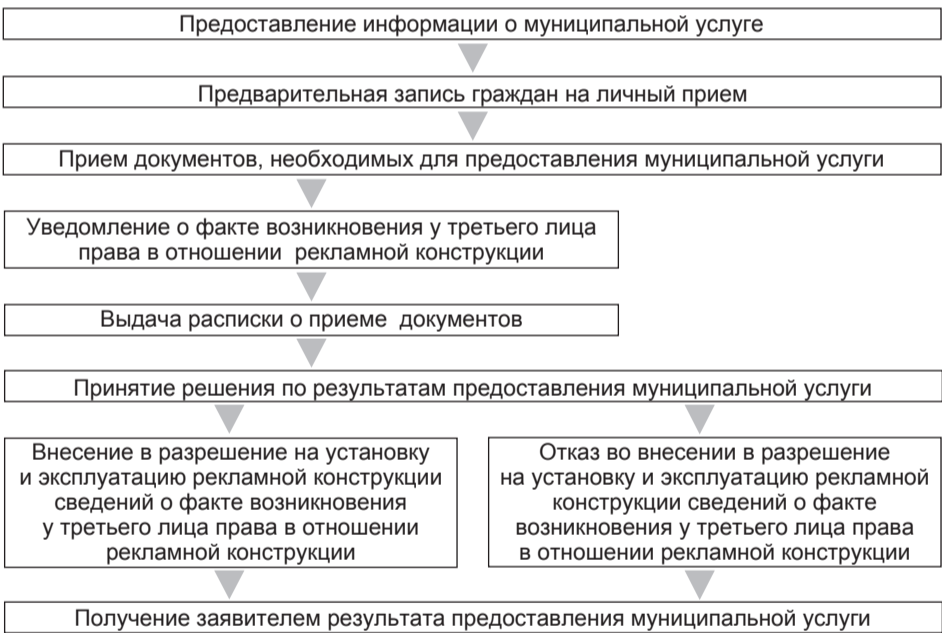 Предоставление информации о муниципальной услуге
Предварительная запись граждан на личный прием
Прием документов, необходимых для предоставления муниципальной услуги
Уведомление о факте возникновения у третьего лица
права в отношении рекламной конструкции
Выдача расписки о приеме документов
Принятие решения по результатам предоставления муниципальной услуги
Внесение в разрешение на установку
и эксплуатацию рекламной конструкции
сведений о факте возникновения
у третьего лица права в отношении
рекламной конструкции
Отказ во внесении в разрешение
на установку и эксплуатацию рекламной
конструкции сведений о факте
возникновения у третьего лица права
в отношении рекламной конструкции
Получение заявителем результата предоставления муниципальной услуги